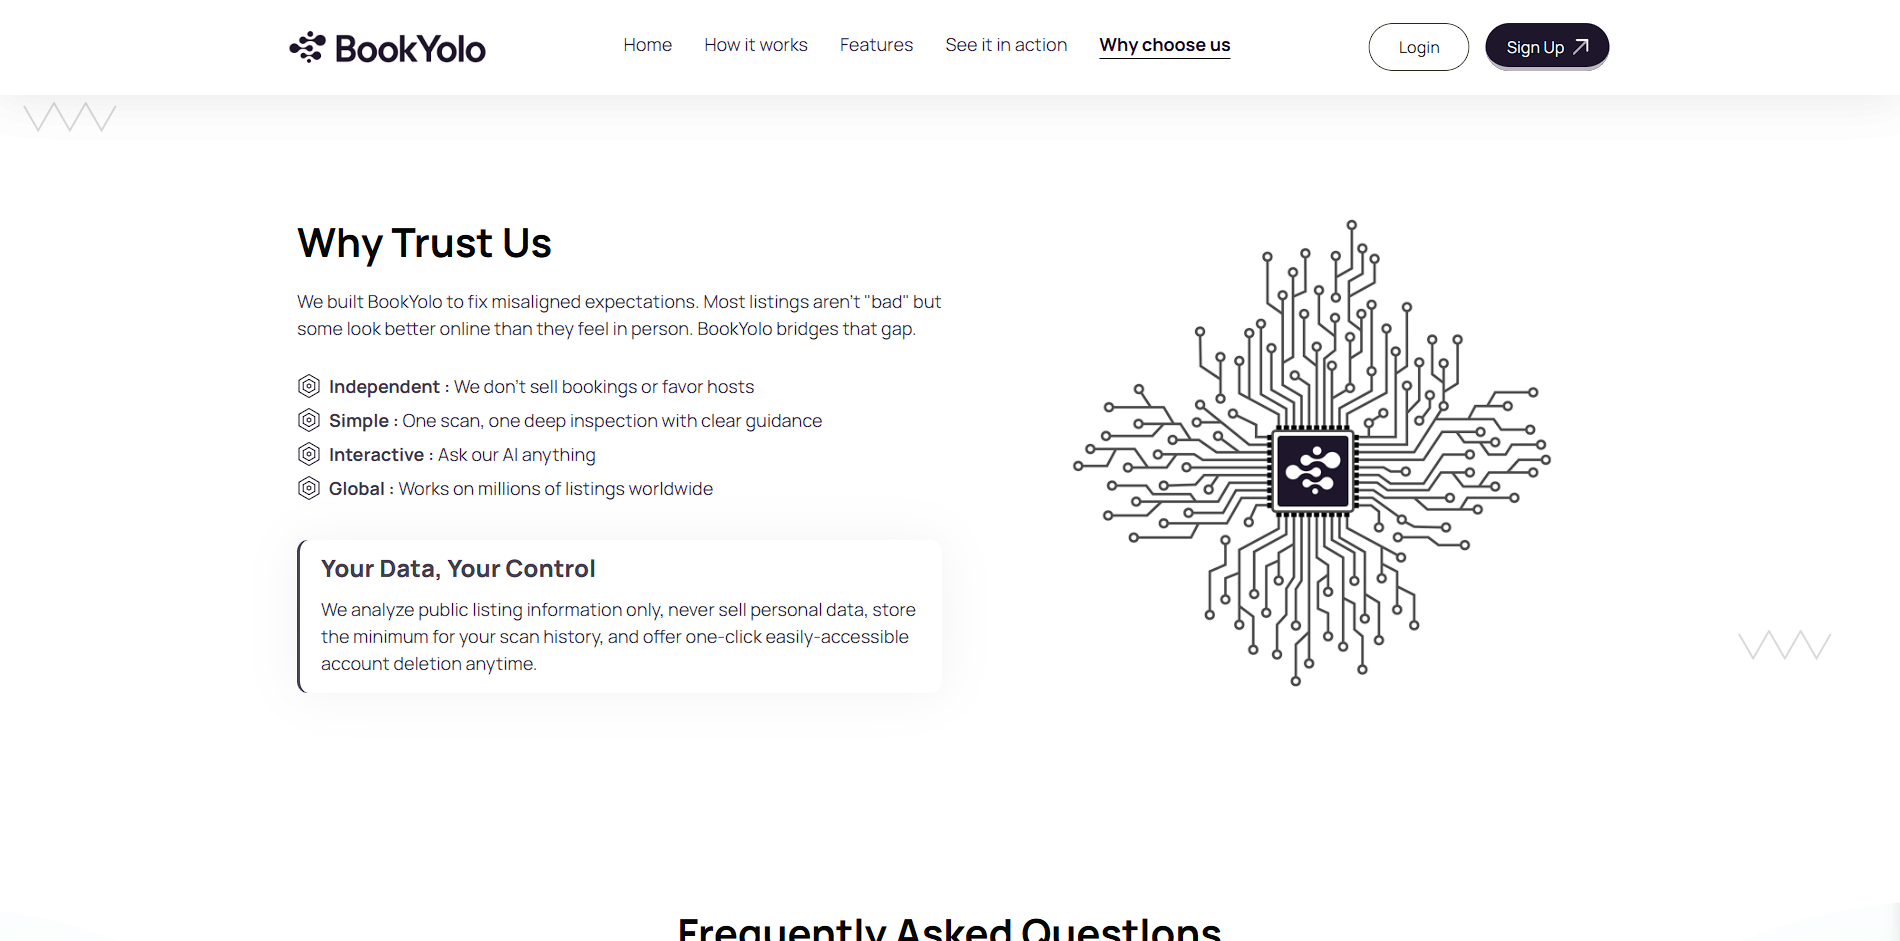 BookYolo
Home
How it works
Features
See it in action
Why choose us
Login
Sign Up
Why Trust Us
We built BookYolo to fix misaligned expectations. Most listings aren't "bad" but
some look better online than they feel in person. BookYolo bridges that gap.
Independent : We don't sell bookings or favor hosts
Simple : One scan, one deep inspection with clear guidance
Interactive : Ask our AI anything
Global : Works on millions of listings worldwide
Your Data, Your Control
We analyze public listing information only, never sell personal data, store
the minimum for your scan history, and offer one-click easily-accessible
account deletion anytime.
Frequently Asked Questions